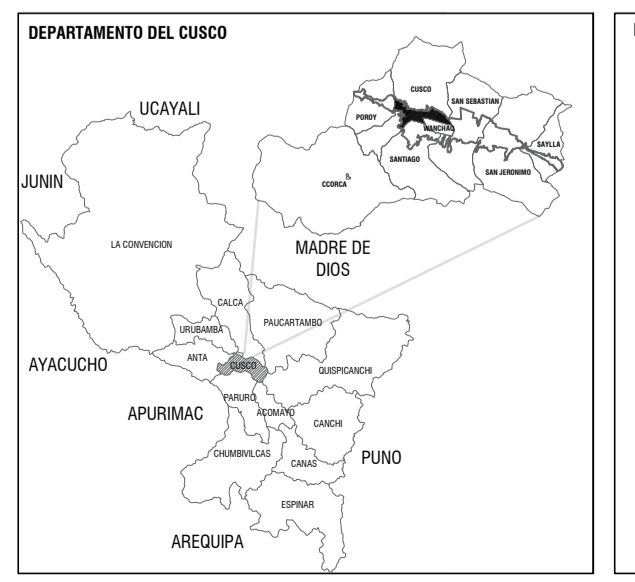 DEPARTAMENTO DEL CUSCO
CUSCO
SAN SEBASTIAN
UCAYALI
POROY
WANCHAQ
SAYLLA
SANTIAGO
SAN JERONIMO
JUNIN
CCORCA
LA CONVENCION
MADRE DE
DIOS
CALCA
PAUCARTAMBO
URUBAMBA
ANTA
AYACUCHO
CUSCO
QUISPICANCHI
PARURO
ACOMAYO
APURIMAC
CANCHI
CHUMBIVILCAS
PUNO
CANAS
ESPINAR
AREQUIPA